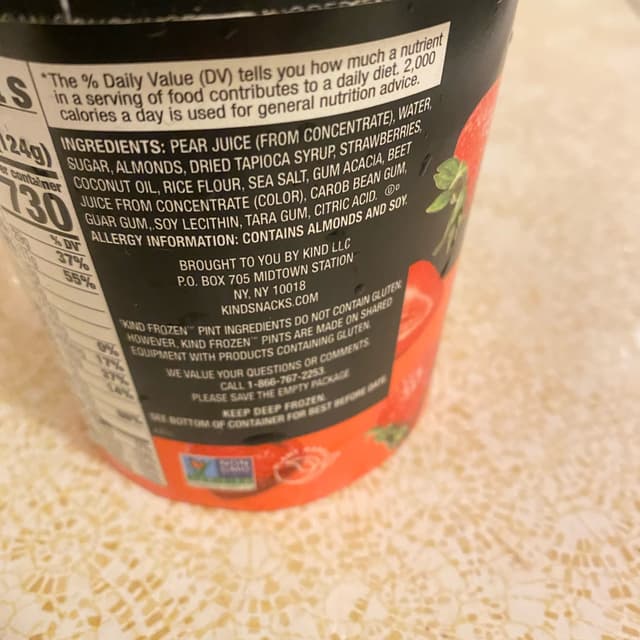 LS
*The % Daily Value (DV) tells you how much a nutrient
in a serving of food contributes to a daily diet. 2,000
calories a day is used for general nutrition advice.
(124g)
container
730
% DV
37%
55%
INGREDIENTS: PEAR JUICE (FROM CONCENTRATE), WATER,
SUGAR, ALMONDS, DRIED TAPIOCA SYRUP, STRAWBERRIES,
COCONUT OIL, RICE FLOUR, SEA SALT, GUM ACACIA, BEET
JUICE FROM CONCENTRATE (COLOR), CAROB BEAN GUM,
GUAR GUM, SOY LECITHIN, TARA GUM, CITRIC ACID.
ALLERGY INFORMATION: CONTAINS ALMONDS AND SOY.
BROUGHT TO YOU BY KIND LLC
P.O. BOX 705 MIDTOWN STATION
NY, NY 10018
KINDSNACKS.COM
"KIND FROZEN™ PINT INGREDIENTS DO NOT CONTAIN GLUTEN.
HOWEVER, KIND FROZEN™ PINTS ARE MADE ON SHARED
EQUIPMENT WITH PRODUCTS CONTAINING GLUTEN.
WE VALUE YOUR QUESTIONS OR COMMENTS.
CALL 1-866-767-2253.
PLEASE SAVE THE EMPTY PACKAGE
KEEP DEEP FROZEN.
SEE BOTTOM OF CONTAINER FOR BEST BEFORE DATE.
NON
GMO